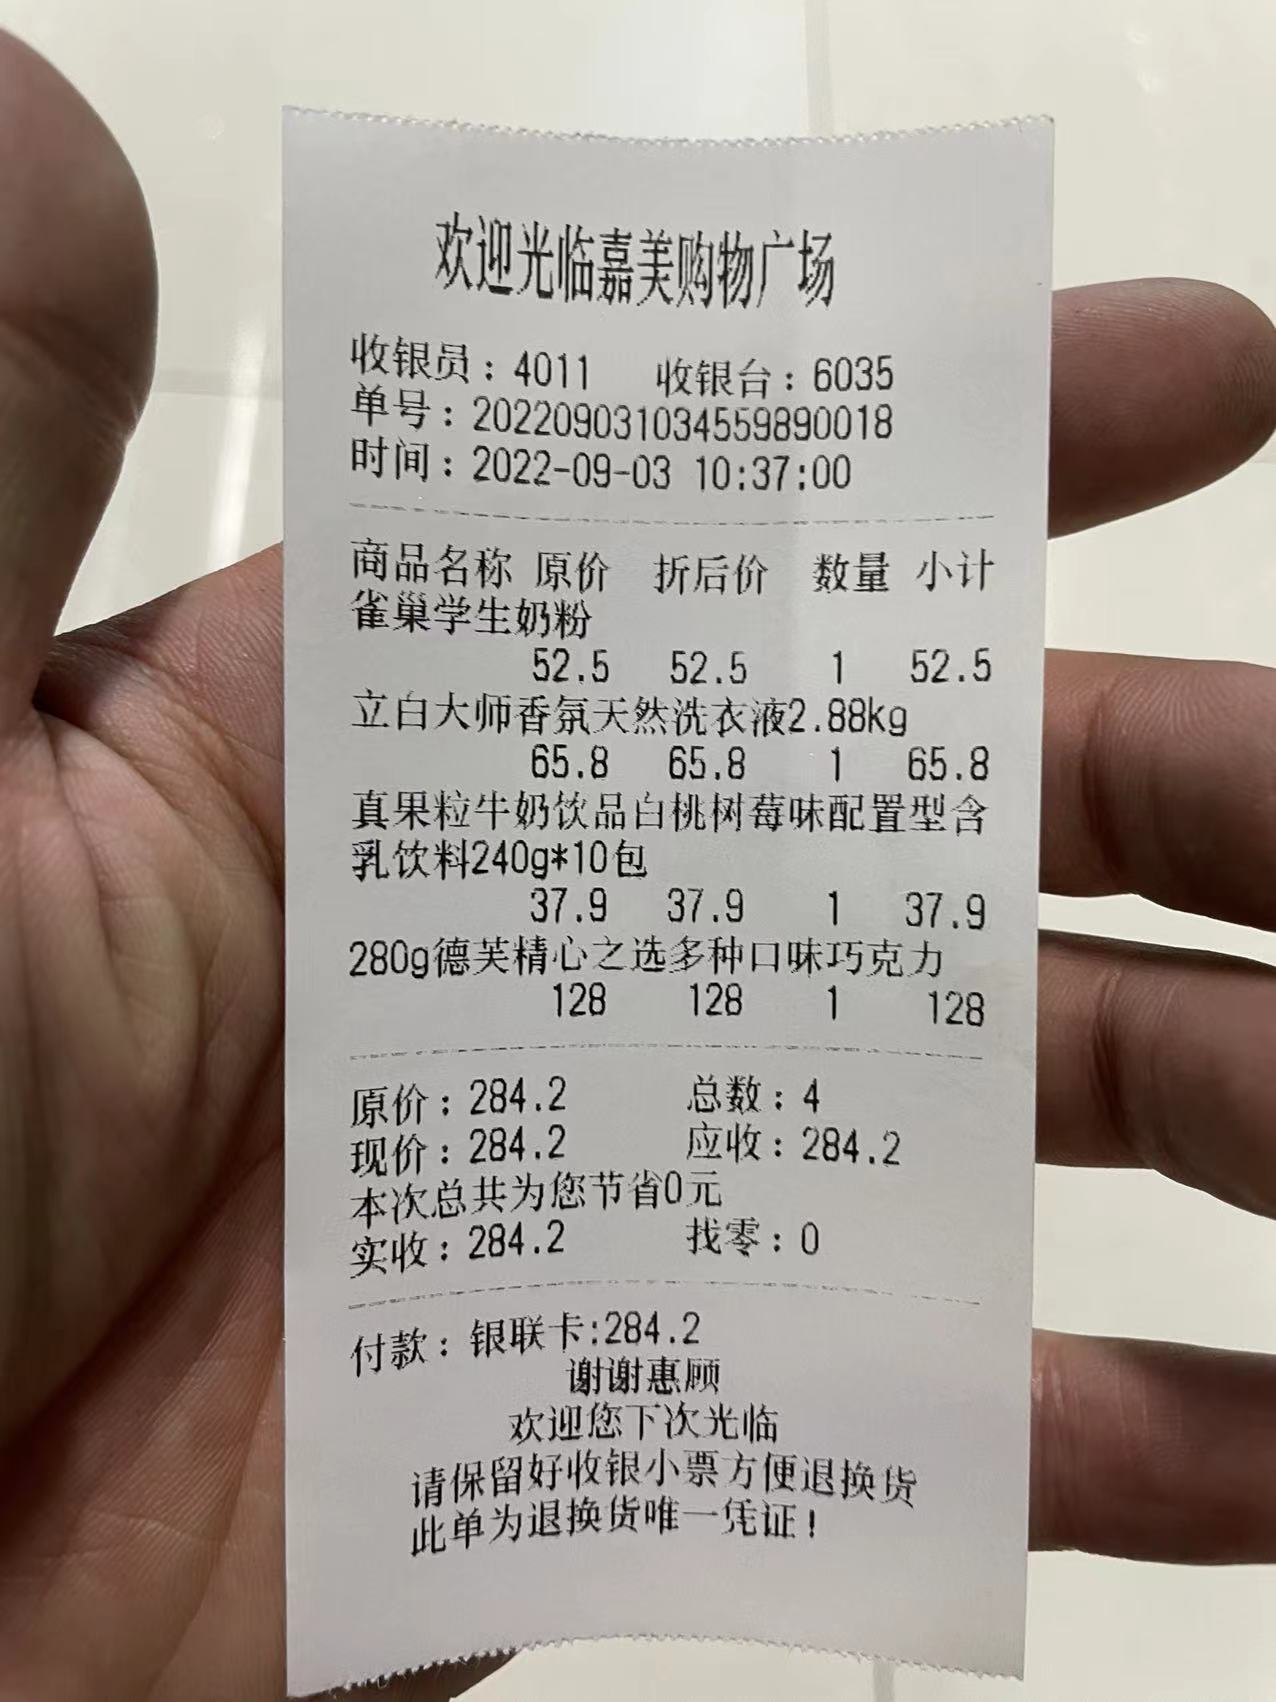 欢迎光临嘉美购物广场
收银员：4011 收银台：6035
单号：202209031034559890018
时间：2022-09-03 10:37:00
商品名称 原价 折后价 数量 小计
雀巢学生奶粉
52.5 52.5 1 52.5
立白大师香氛天然洗衣液2.88kg
65.8 65.8 1 65.8
真果粒牛奶饮品白桃树莓味配置型含
乳饮料240g*10包
37.9 37.9 1 37.9
280g德芙精心之选多种口味巧克力
128 128 1 128
原价：284.2 总数：4
现价：284.2 应收：284.2
本次总共为您节省0元
实收：284.2 找零：0
付款：银联卡:284.2
谢谢惠顾
欢迎您下次光临
请保留好收银小票方便退换货
此单为退换货唯一凭证！